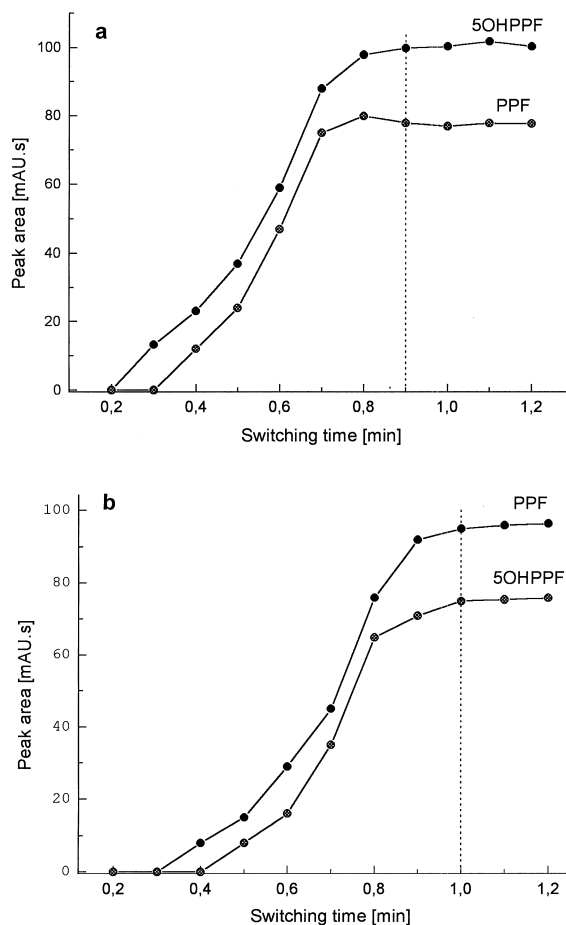 a
5OHPPF
100
PPF
80
60
40
20
0
Peak area [mAU.s]
0,2 0,4 0,6 0,8 1,0 1,2
Switching time [min]
b
PPF
100
5OHPPF
80
60
40
20
0
Peak area [mAU.s]
0,2 0,4 0,6 0,8 1,0 1,2
Switching time [min]